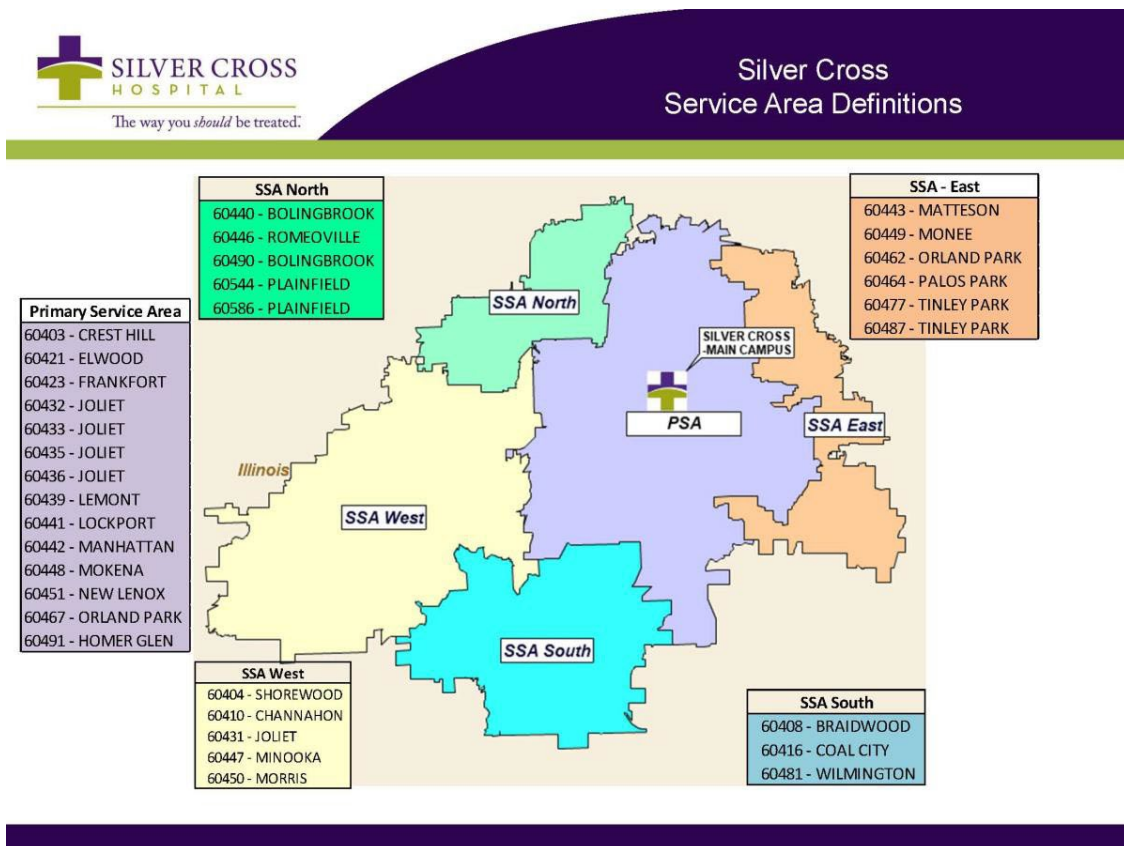 SILVER CROSS
HOSPITAL
The way you should be treated.
Silver Cross
Service Area Definitions
SSA North
60440 - BOLINGBROOK
60446 - ROMEOVILLE
60490 - BOLINGBROOK
60544 - PLAINFIELD
60586 - PLAINFIELD
SSA - East
60443 - MATTESON
60449 - MONEE
60462 - ORLAND PARK
60464 - PALOS PARK
60477 - TINLEY PARK
60487 - TINLEY PARK
Primary Service Area
60403 - CREST HILL
60421 - ELWOOD
60423 - FRANKFORT
60432 - JOLIET
60433 - JOLIET
60435 - JOLIET
60436 - JOLIET
60439 - LEMONT
60441 - LOCKPORT
60442 - MANHATTAN
60448 - MOKENA
60451 - NEW LENOX
60467 - ORLAND PARK
60491 - HOMER GLEN
SSA North
SILVER CROSS
-MAIN CAMPUS
PSA
SSA East
Illinois
SSA West
SSA South
SSA West
60404 - SHOREWOOD
60410 - CHANNAHON
60431 - JOLIET
60447 - MINOOKA
60450 - MORRIS
SSA South
60408 - BRAIDWOOD
60416 - COAL CITY
60481 - WILMINGTON